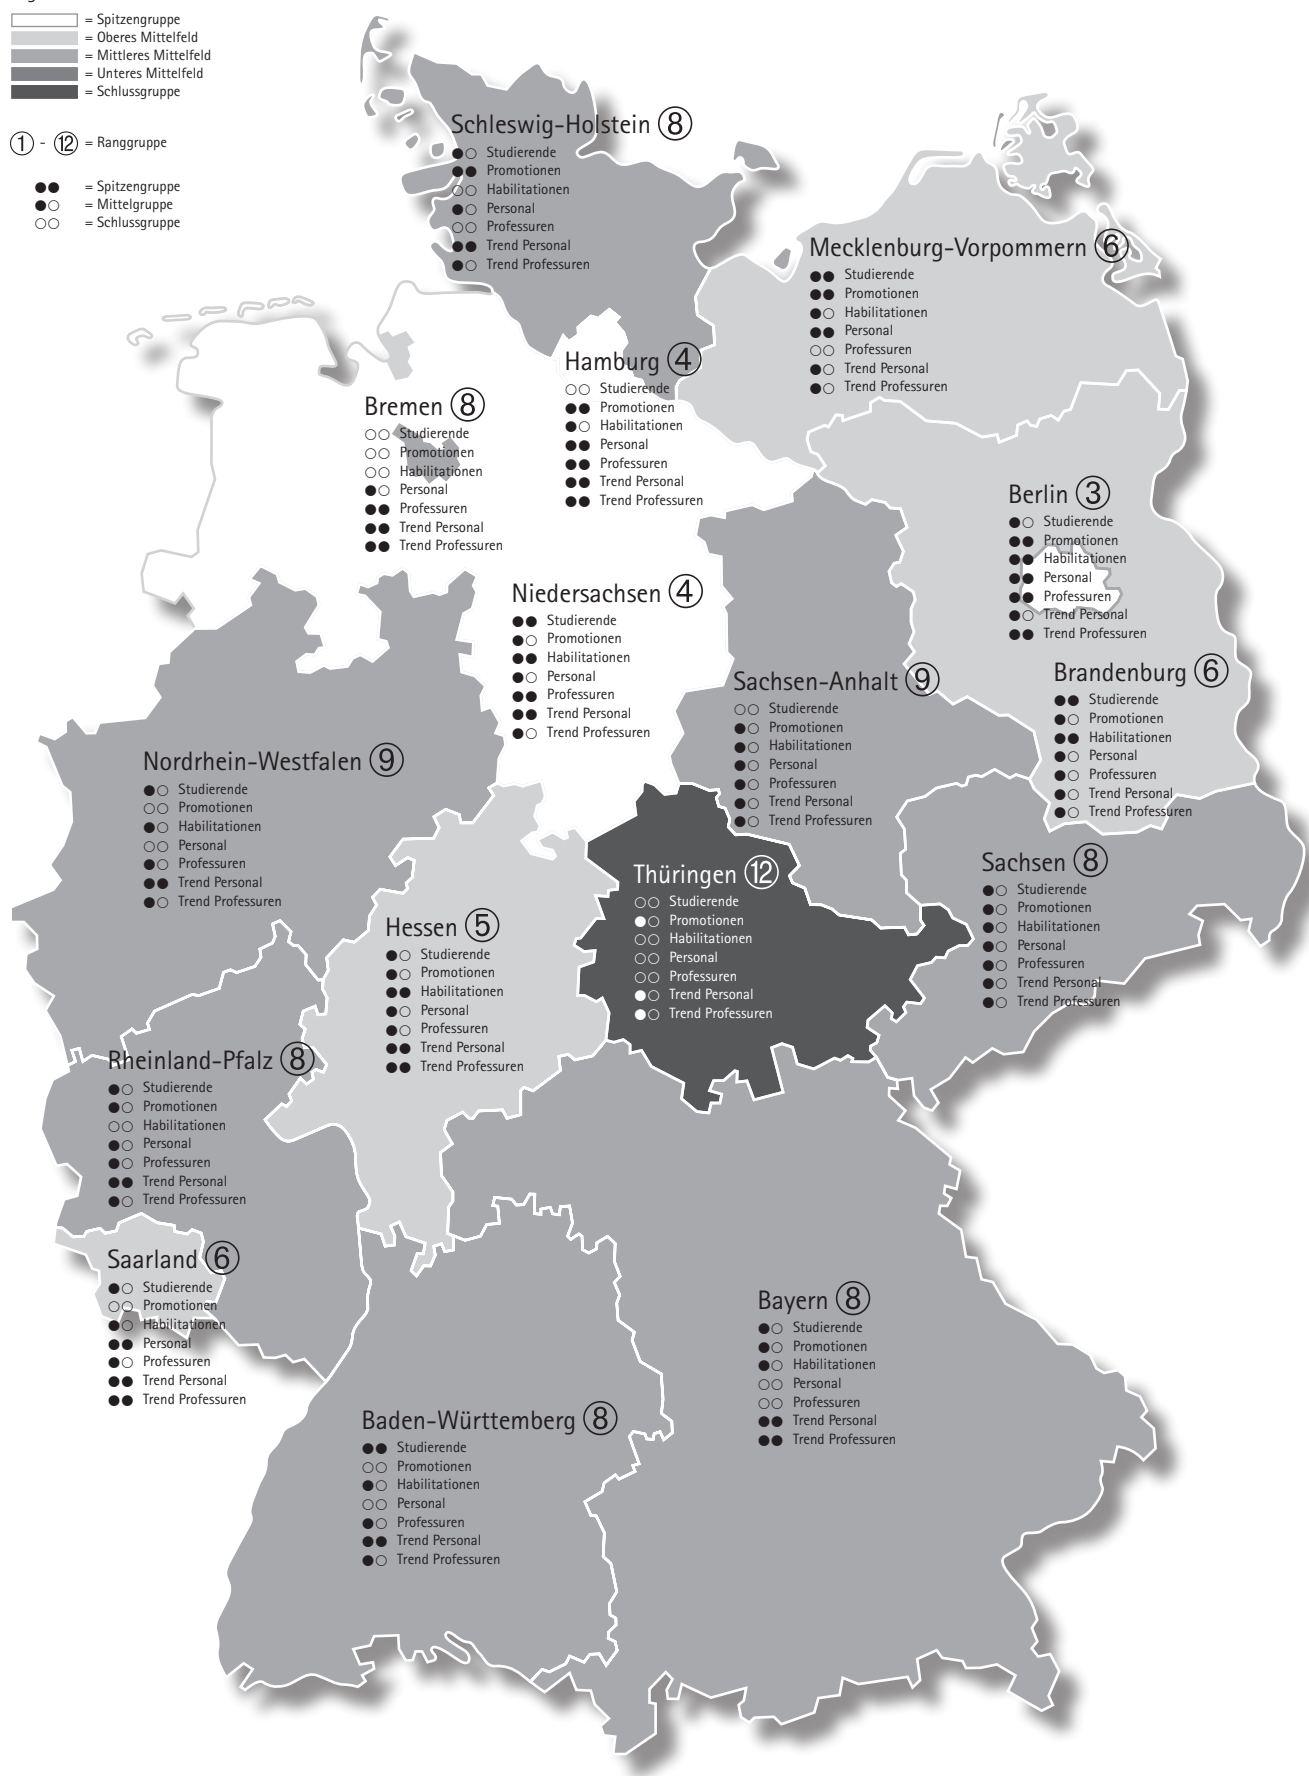 = Spitzengruppe
= Oberes Mittelfeld
= Mittleres Mittelfeld
= Unteres Mittelfeld
= Schlussgruppe
① - ⑫ = Ranggruppe
●● = Spitzengruppe
●○ = Mittelgruppe
○○ = Schlussgruppe
Schleswig-Holstein ⑧
●○ Studierende
●● Promotionen
○○ Habilitationen
●○ Personal
○○ Professuren
●● Trend Personal
●○ Trend Professuren
Mecklenburg-Vorpommern ⑥
●● Studierende
●● Promotionen
●○ Habilitationen
●● Personal
○○ Professuren
●○ Trend Personal
●○ Trend Professuren
Hamburg ④
○○ Studierende
●● Promotionen
●○ Habilitationen
●● Personal
●● Professuren
●● Trend Personal
●● Trend Professuren
Bremen ⑧
○○ Studierende
○○ Promotionen
○○ Habilitationen
●○ Personal
●● Professuren
●● Trend Personal
●● Trend Professuren
Berlin ③
●○ Studierende
●● Promotionen
●● Habilitationen
●● Personal
●● Professuren
●○ Trend Personal
●● Trend Professuren
Niedersachsen ④
●● Studierende
●○ Promotionen
●● Habilitationen
●○ Personal
●● Professuren
●● Trend Personal
●○ Trend Professuren
Sachsen-Anhalt ⑨
○○ Studierende
●○ Promotionen
●○ Habilitationen
●○ Personal
●○ Professuren
●○ Trend Personal
●○ Trend Professuren
Brandenburg ⑥
●● Studierende
●○ Promotionen
●● Habilitationen
●○ Personal
●○ Professuren
●○ Trend Personal
●○ Trend Professuren
Nordrhein-Westfalen ⑨
●○ Studierende
○○ Promotionen
●○ Habilitationen
○○ Personal
●○ Professuren
●● Trend Personal
●○ Trend Professuren
Sachsen ⑧
●○ Studierende
●○ Promotionen
●○ Habilitationen
●○ Personal
●○ Professuren
●○ Trend Personal
●○ Trend Professuren
Thüringen ⑫
○○ Studierende
●○ Promotionen
○○ Habilitationen
○○ Personal
○○ Professuren
●○ Trend Personal
●○ Trend Professuren
Hessen ⑤
●○ Studierende
●○ Promotionen
●● Habilitationen
●○ Personal
●○ Professuren
●● Trend Personal
●● Trend Professuren
Rheinland-Pfalz ⑧
●○ Studierende
●○ Promotionen
○○ Habilitationen
●○ Personal
●○ Professuren
●● Trend Personal
●○ Trend Professuren
Saarland ⑥
●○ Studierende
○○ Promotionen
●○ Habilitationen
●● Personal
●○ Professuren
●● Trend Personal
●● Trend Professuren
Bayern ⑧
●○ Studierende
●○ Promotionen
●○ Habilitationen
○○ Personal
○○ Professuren
●● Trend Personal
●● Trend Professuren
Baden-Württemberg ⑧
●● Studierende
○○ Promotionen
●○ Habilitationen
○○ Personal
●○ Professuren
●● Trend Personal
●○ Trend Professuren